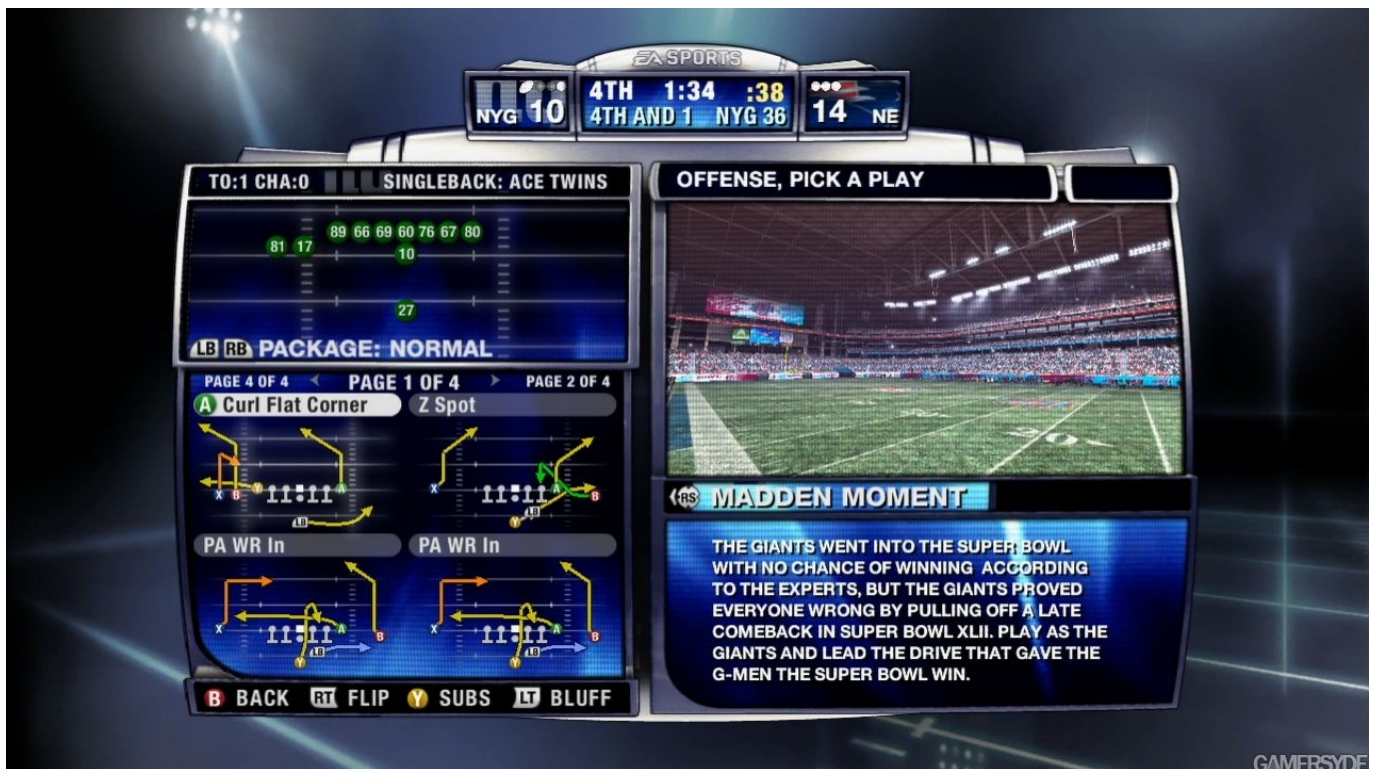 EA SPORTS
NYG 10
4TH 1:34 :38
4TH AND 1 NYG 36
14 NE
TO:1 CHA:0 SINGLEBACK: ACE TWINS
89 66 69 60 76 67 80
81 17
10
27
LB RB PACKAGE: NORMAL
PAGE 4 OF 4 PAGE 1 OF 4 PAGE 2 OF 4
A Curl Flat Corner
Z Spot
X B Y A
LB
X A B
LB
Y
PA WR In
PA WR In
X A B
LB
Y
X A B
LB
Y
B BACK RT FLIP Y SUBS LT BLUFF
OFFENSE, PICK A PLAY
RS MADDEN MOMENT
THE GIANTS WENT INTO THE SUPER BOWL
WITH NO CHANCE OF WINNING ACCORDING
TO THE EXPERTS, BUT THE GIANTS PROVED
EVERYONE WRONG BY PULLING OFF A LATE
COMEBACK IN SUPER BOWL XLII. PLAY AS THE
GIANTS AND LEAD THE DRIVE THAT GAVE THE
G-MEN THE SUPER BOWL WIN.
GAMERSYDE